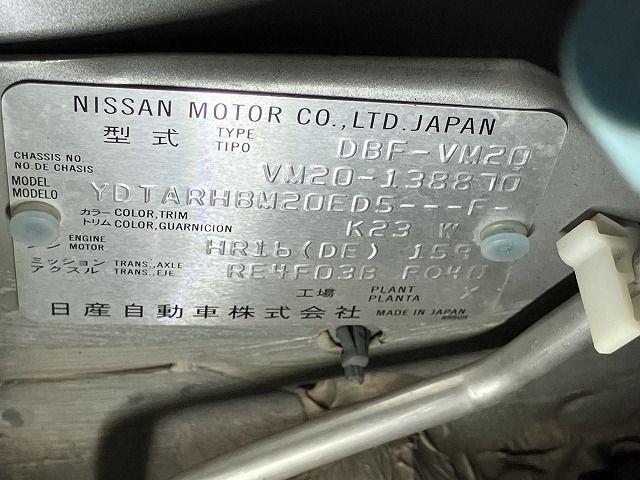 NISSAN MOTOR CO.,LTD.JAPAN
型式 TYPE TIPO DBF-VM20
CHASSIS NO. NO.DE CHASIS VM20-138870
MODEL MODELO YDTARH8M20ED5---F-
カラー COLOR,TRIM トリム COLOR,GUARNICION K23 W
ENGINE MOTOR HR16(DE) 159
ミッション TRANS.,AXLE アクスル TRANS.,EJE RE4F03B
工場 PLANT PLANTA X
日産自動車株式会社 MADE IN JAPAN